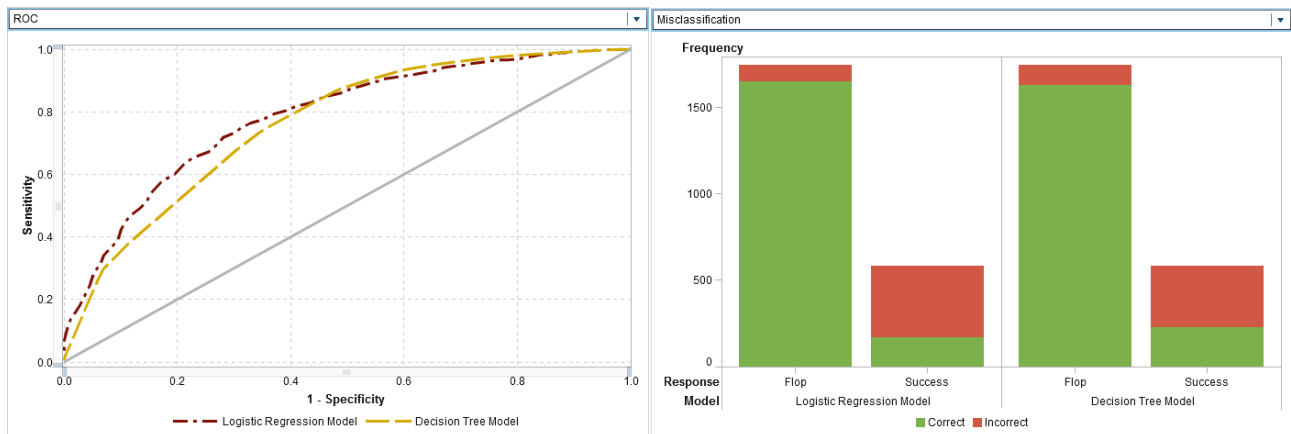 ROC
1.0
0.8
0.6
0.4
0.2
0.0
Sensitivity
0.0 0.2 0.4 0.6 0.8 1.0
1 - Specificity
Logistic Regression Model Decision Tree Model
Misclassification
Frequency
1500
1000
500
0
Response Flop Success Flop Success
Model Logistic Regression Model Decision Tree Model
Correct Incorrect